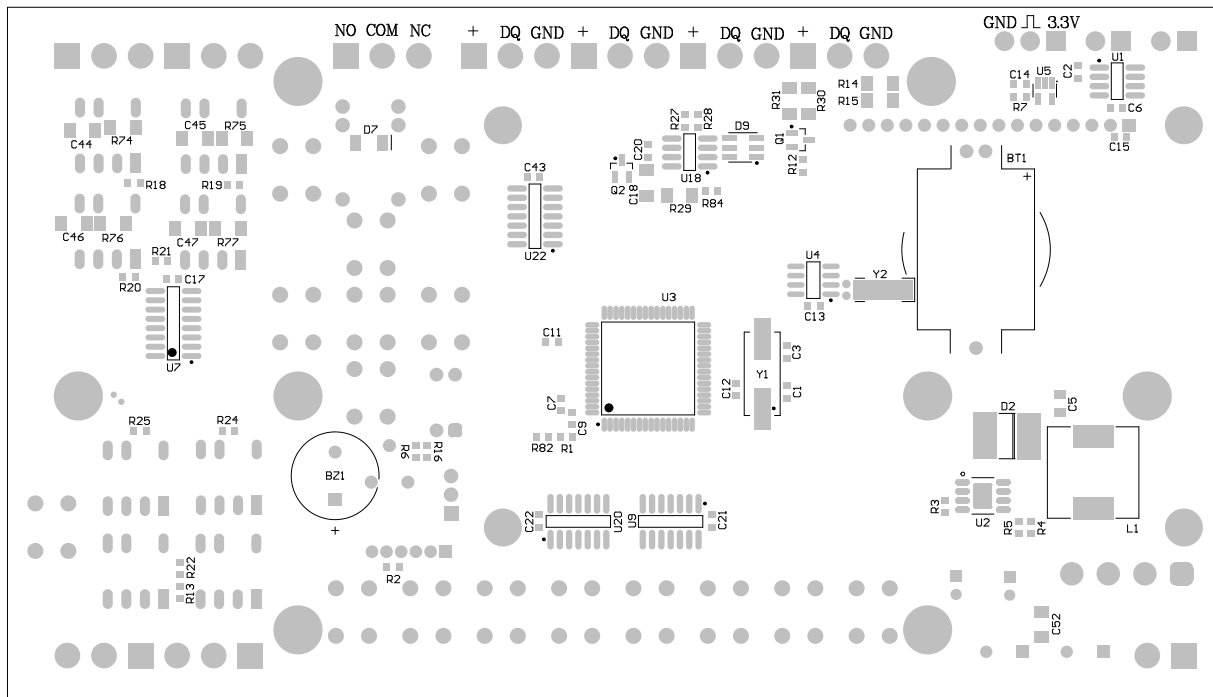 NO COM NC + DQ GND + DQ GND + DQ GND + DQ GND
GND 3.3V
C2
U1
U5
C14
R7
C6
C15
R14
R15
R31
R30
D7
R27
R28
D9
Q1
R12
C20
U18
Q2
C18
R29
R84
C44
R74
C45
R75
R18
R19
C46
R76
C47
R77
R21
R20
C17
U7
C43
U22
BT1
+
U4
Y2
C13
U3
C11
C3
Y1
C12
C1
C7
C9
R82
R1
R25
R24
R6
R16
BZ1
+
D2
C5
R3
U2
R5
R4
L1
C22
U20
U9
C21
R2
R22
R13
C52